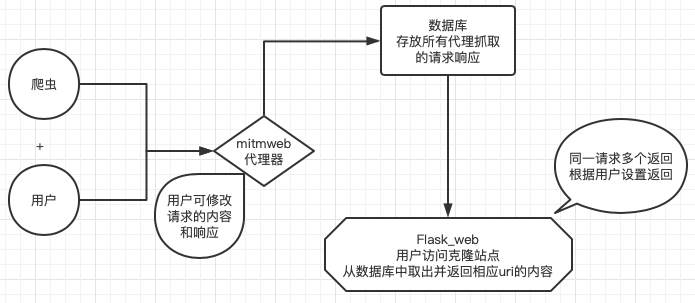 数据库
存放所有代理抓取
的请求响应
爬虫
+
用户
mitmweb
代理器
用户可修改
请求的内容
和响应
同一请求多个返回
根据用户设置返回
Flask_web
用户访问克隆站点
从数据库中取出并返回相应uri的内容